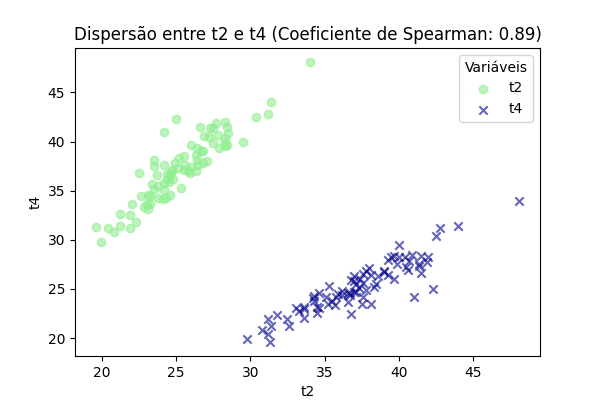 Dispersão entre t2 e t4 (Coeficiente de Spearman: 0.89)
Variáveis
t2
t4
45
40
35
30
25
20
t4
20 25 30 35 40 45
t2